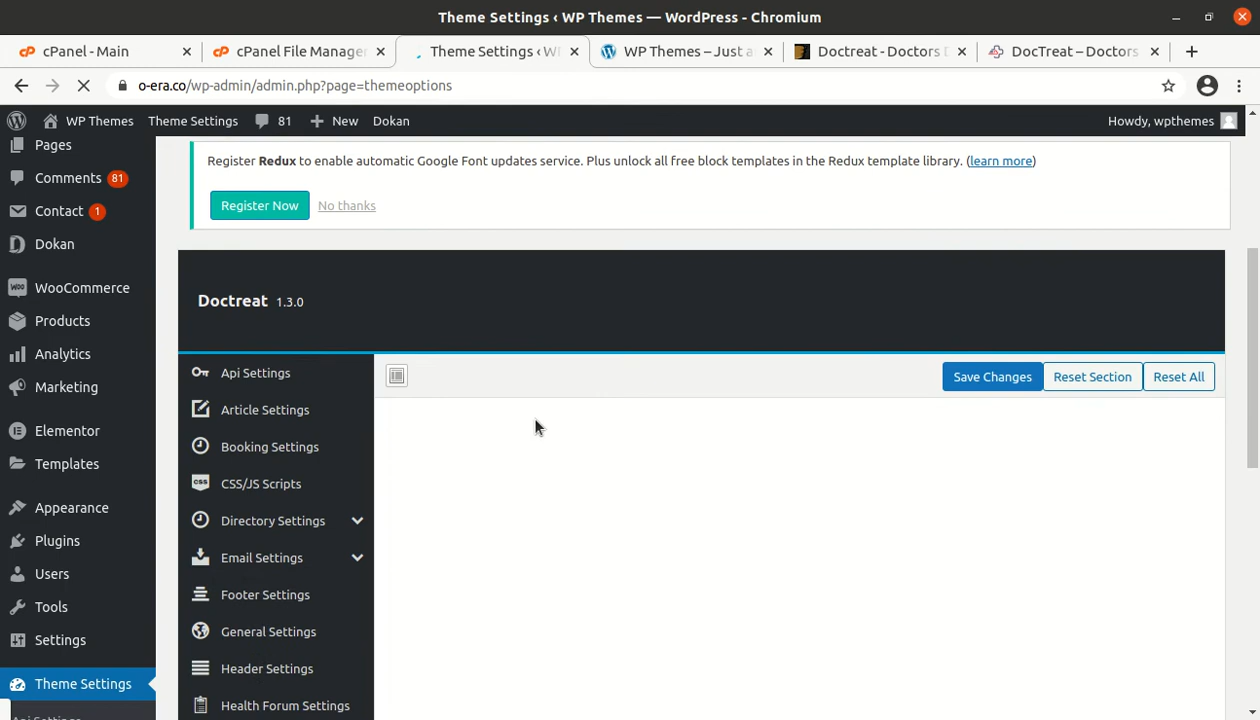 Theme Settings ‹ WP Themes — WordPress - Chromium
cPanel - Main
cPanel File Manager
Theme Settings ‹ WP
WP Themes – Just a
Doctreat - Doctors D
DocTreat – Doctors
o-era.co/wp-admin/admin.php?page=themeoptions
WP Themes
Theme Settings
81
New
Dokan
Howdy, wpthemes
Pages
Comments 81
Contact 1
Dokan
WooCommerce
Products
Analytics
Marketing
Elementor
Templates
Appearance
Plugins
Users
Tools
Settings
Theme Settings
Api Settings
Register Redux to enable automatic Google Font updates service. Plus unlock all free block templates in the Redux template library. (learn more)
Register Now No thanks
Doctreat 1.3.0
Save Changes Reset Section Reset All
Api Settings
Article Settings
Booking Settings
CSS/JS Scripts
Directory Settings
Email Settings
Footer Settings
General Settings
Header Settings
Health Forum Settings